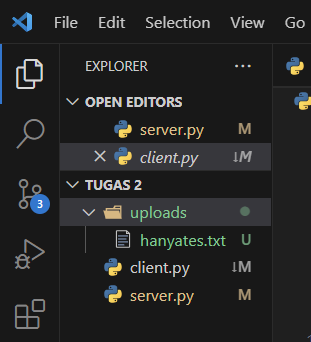 File Edit Selection View Go
EXPLORER ...
OPEN EDITORS
server.py M
client.py ↓M
TUGAS 2
uploads
hanyates.txt U
3
client.py ↓M
server.py M